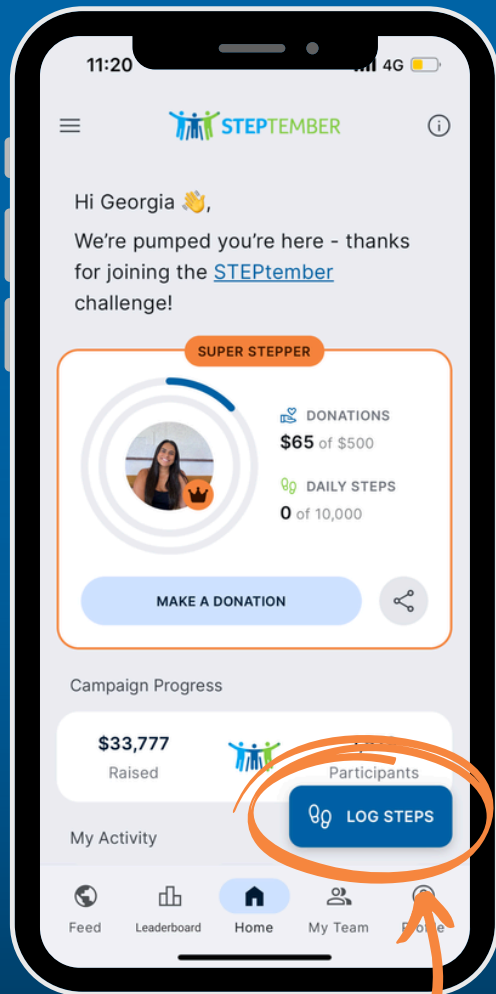 11:20
4G
STEPTEMBER
Hi Georgia 👋,
We're pumped you're here - thanks
for joining the STEPtember
challenge!
SUPER STEPPER
DONATIONS
$65 of $500
DAILY STEPS
0 of 10,000
MAKE A DONATION
Campaign Progress
$33,777
Raised
Participants
LOG STEPS
My Activity
Feed
Leaderboard
Home
My Team
Profile